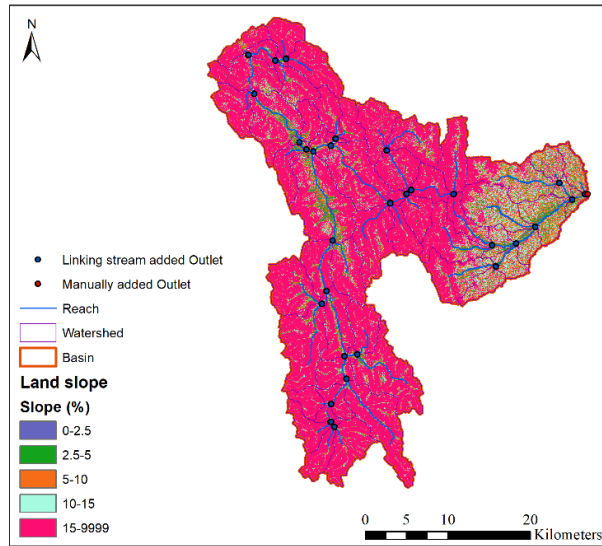 N
Linking stream added Outlet
Manually added Outlet
Reach
Watershed
Basin
Land slope
Slope (%)
0-2.5
2.5-5
5-10
10-15
15-9999
0 5 10 20
Kilometers